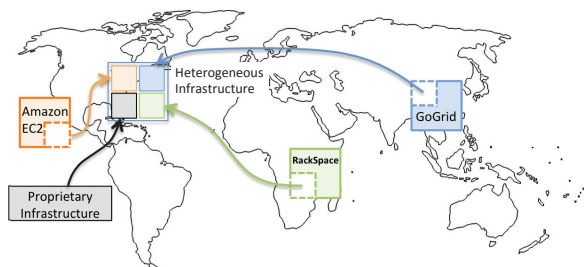 Heterogeneous
Infrastructure
Amazon
EC2
GoGrid
RackSpace
Proprietary
Infrastructure